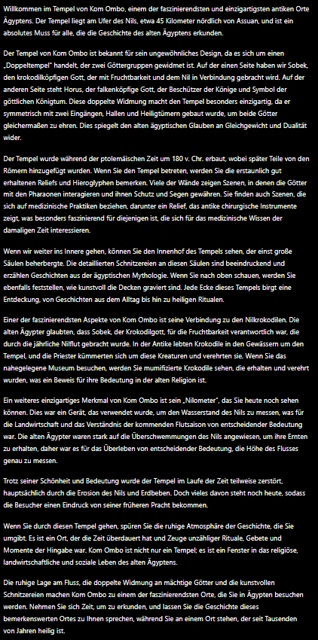 Willkommen im Tempel von Kom Ombo, einem der faszinierendsten und einzigartigsten antiken Orte
Ägyptens. Der Tempel liegt am Ufer des Nils, etwa 45 Kilometer nördlich von Assuan, und ist ein
absolutes Muss für alle, die die Geschichte des alten Ägyptens erkunden.
Der Tempel von Kom Ombo ist bekannt für sein ungewöhnliches Design, da es sich um einen
„Doppeltempel“ handelt, der zwei Göttergruppen gewidmet ist. Auf der einen Seite haben wir Sobek,
den krokodilköpfigen Gott, der mit Fruchtbarkeit und dem Nil in Verbindung gebracht wird. Auf der
anderen Seite steht Horus, der falkenköpfige Gott, der Beschützer der Könige und Symbol der
göttlichen Königtum. Diese doppelte Widmung macht den Tempel besonders einzigartig, da er
symmetrisch mit zwei Eingängen, Hallen und Heiligtümern gebaut wurde, um beide Götter
gleichermaßen zu ehren. Dies spiegelt den alten ägyptischen Glauben an Gleichgewicht und Dualität
wider.
Der Tempel wurde während der ptolemäischen Zeit um 180 v. Chr. erbaut, wobei später Teile von den
Römern hinzugefügt wurden. Wenn Sie den Tempel betreten, werden Sie die erstaunlich gut
erhaltenen Reliefs und Hieroglyphen bemerken. Viele der Wände zeigen Szenen, in denen die Götter
mit den Pharaonen interagieren und ihnen Schutz und Segen gewähren. Sie finden auch Szenen, die
sich auf medizinische Praktiken beziehen, darunter ein Relief, das antike chirurgische Instrumente
zeigt, was besonders faszinierend für diejenigen ist, die sich für das medizinische Wissen der
damaligen Zeit interessieren.
Wenn wir weiter ins Innere gehen, können Sie den Innenhof des Tempels sehen, der einst große
Säulen beherbergte. Die detaillierten Schnitzereien an diesen Säulen sind beeindruckend und
erzählen Geschichten aus der ägyptischen Mythologie. Wenn Sie nach oben schauen, werden Sie
ebenfalls feststellen, wie kunstvoll die Decken graviert sind. Jede Ecke dieses Tempels birgt eine
Entdeckung, von Geschichten aus dem Alltag bis hin zu heiligen Ritualen.
Einer der faszinierendsten Aspekte von Kom Ombo ist seine Verbindung zu den Nilkrokodilen. Die
alten Ägypter glaubten, dass Sobek, der Krokodilgott, für die Fruchtbarkeit verantwortlich war, die
durch die jährliche Nilflut gebracht wurde. In der Antike lebten Krokodile in den Gewässern um den
Tempel, und die Priester kümmerten sich um diese Kreaturen und verehrten sie. Wenn Sie das
nahegelegene Museum besuchen, werden Sie mumifizierte Krokodile sehen, die erhalten und verehrt
wurden, was ein Beweis für ihre Bedeutung in der alten Religion ist.
Ein weiteres einzigartiges Merkmal von Kom Ombo ist sein „Nilometer“, das Sie heute noch sehen
können. Dies war ein Gerät, das verwendet wurde, um den Wasserstand des Nils zu messen, was für
die Landwirtschaft und das Verständnis der kommenden Flutsaison von entscheidender Bedeutung
war. Die alten Ägypter waren stark auf die Überschwemmungen des Nils angewiesen, um ihre Ernten
zu erhalten, daher war es für das Überleben von entscheidender Bedeutung, die Höhe des Flusses
genau zu messen.
Trotz seiner Schönheit und Bedeutung wurde der Tempel im Laufe der Zeit teilweise zerstört,
hauptsächlich durch die Erosion des Nils und Erdbeben. Doch vieles davon steht noch heute, sodass
die Besucher einen Eindruck von seiner früheren Pracht bekommen.
Wenn Sie durch diesen Tempel gehen, spüren Sie die ruhige Atmosphäre der Geschichte, die Sie
umgibt. Es ist ein Ort, der die Zeit überdauert hat und Zeuge unzähliger Rituale, Gebete und
Momente der Hingabe war. Kom Ombo ist nicht nur ein Tempel; es ist ein Fenster in das religiöse,
landwirtschaftliche und soziale Leben des alten Ägyptens.
Die ruhige Lage am Fluss, die doppelte Widmung an mächtige Götter und die kunstvollen
Schnitzereien machen Kom Ombo zu einem der faszinierendsten Orte, die Sie in Ägypten besuchen
werden. Nehmen Sie sich Zeit, um zu erkunden, und lassen Sie die Geschichte dieses
bemerkenswerten Ortes zu Ihnen sprechen, während Sie an einem Ort stehen, der seit Tausenden
von Jahren heilig ist.